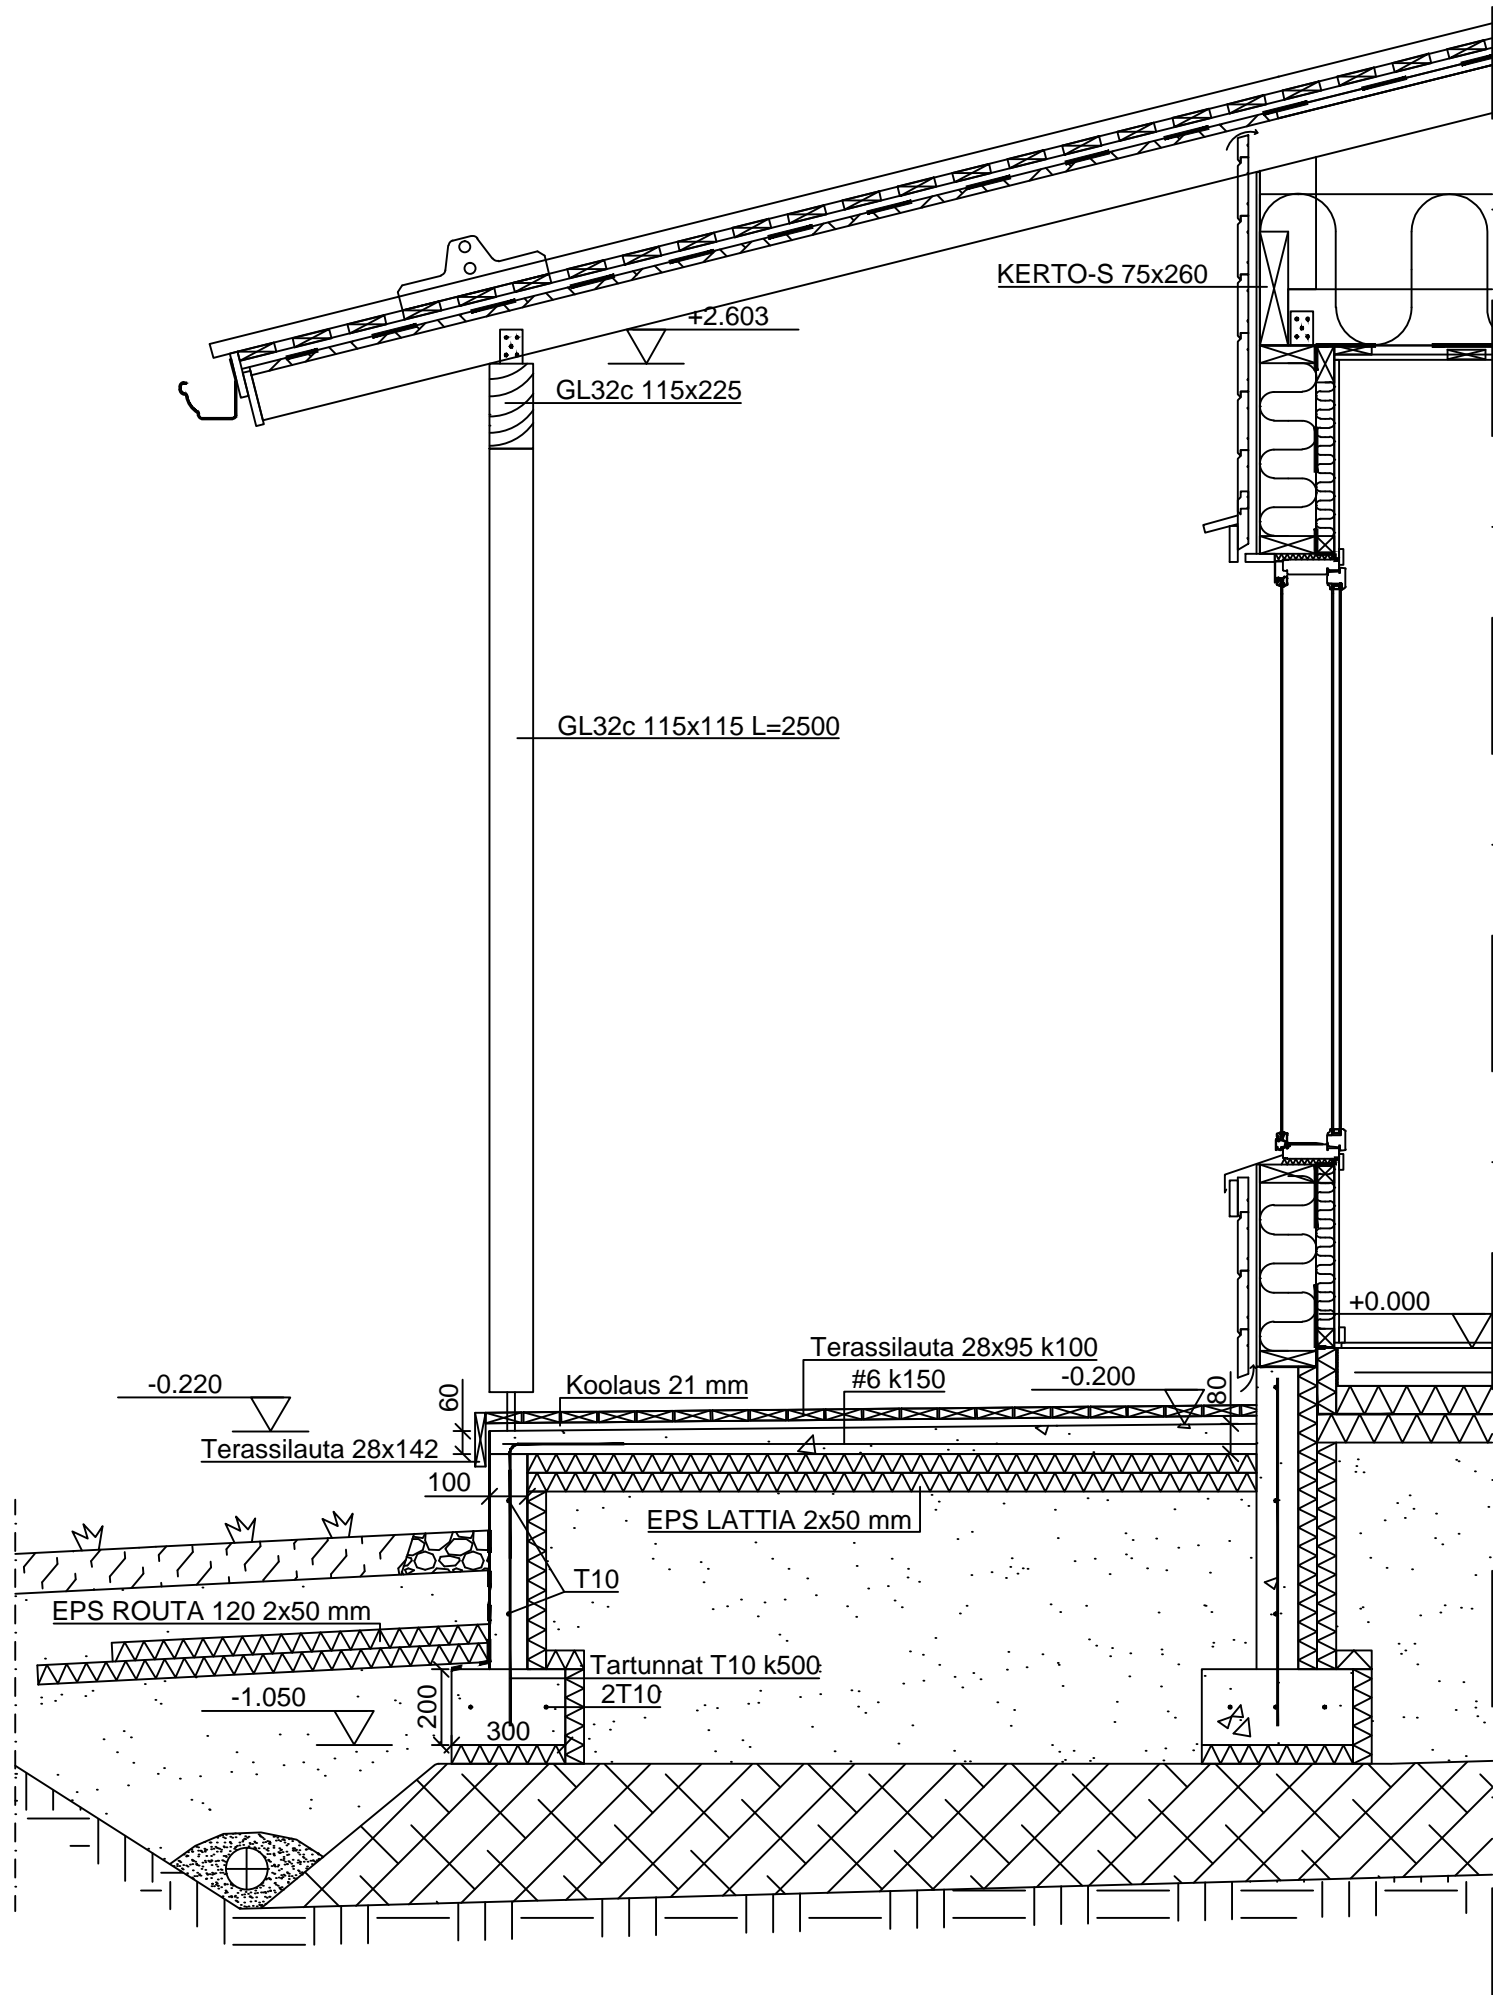 KERTO-S 75x260
+2.603
GL32c 115x225
GL32c 115x115 L=2500
+0.000
Terassilauta 28x95 k100
-0.220
60
Koolaus 21 mm
#6 k150
-0.200
80
Terassilauta 28x142
100
EPS LATTIA 2x50 mm
T10
EPS ROUTA 120 2x50 mm
Tartunnat T10 k500
-1.050
200
2T10
300